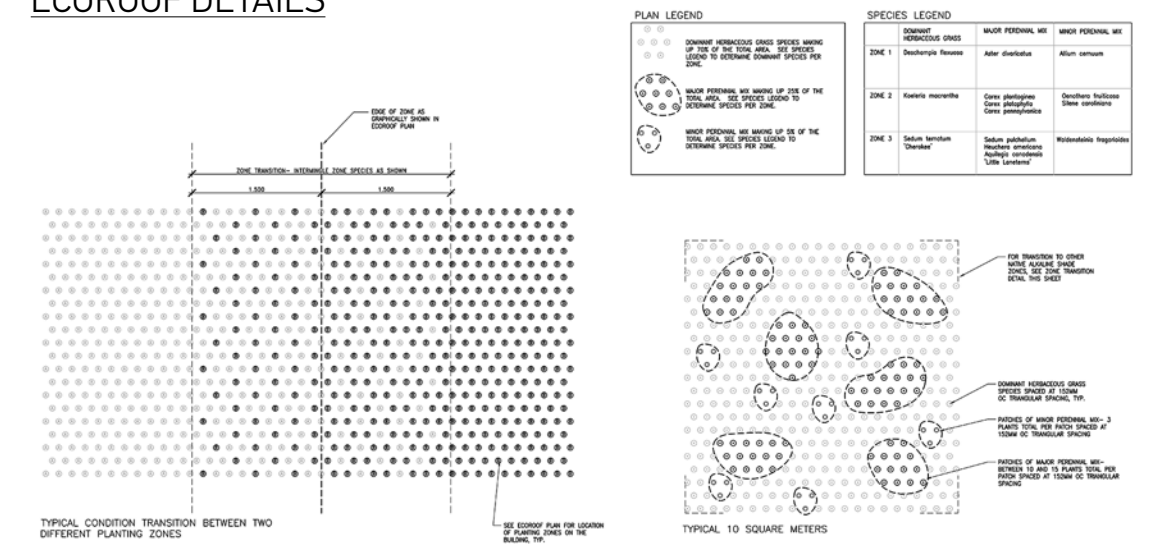 ECOROOF DETAILS
PLAN LEGEND
DOMINANT HERBACEOUS GRASS SPECIES MAKING
UP 70% OF THE TOTAL AREA. SEE SPECIES
LEGEND TO DETERMINE DOMINANT SPECIES PER
ZONE.
MAJOR PERENNIAL MIX MAKING UP 25% OF THE
TOTAL AREA. SEE SPECIES LEGEND TO
DETERMINE SPECIES PER ZONE.
MINOR PERENNIAL MIX MAKING UP 5% OF THE
TOTAL AREA. SEE SPECIES LEGEND TO
DETERMINE SPECIES PER ZONE.
SPECIES LEGEND
DOMINANT
HERBACEOUS GRASS
MAJOR PERENNIAL MIX
MINOR PERENNIAL MIX
ZONE 1
Deschampia flexuosa
Aster divaricatus
Allium cernuum
ZONE 2
Koeleria macrantha
Carex plantaginea
Carex platyphylla
Carex pennsylvanica
Oenothera fruiticosa
Silene caroliniana
ZONE 3
Sedum ternatum
"Cherokee"
Sedum pulchellum
Heuchera americana
Aquilegia canadensis
"Little Lanterns"
Waldensteinia fragarioides
EDGE OF ZONE AS
GRAPHICALLY SHOWN IN
ECOROOF PLAN
ZONE TRANSITION- INTERMINGLE ZONE SPECIES AS SHOWN
1.500
1.500
SEE ECOROOF PLAN FOR LOCATION
OF PLANTING ZONES ON THE
BUILDING, TYP.
TYPICAL CONDITION TRANSITION BETWEEN TWO
DIFFERENT PLANTING ZONES
FOR TRANSITION TO OTHER
NATIVE ALKALINE SHADE
ZONES, SEE ZONE TRANSITION
DETAIL THIS SHEET
DOMINANT HERBACEOUS GRASS
SPECIES SPACED AT 152MM
OC TRIANGULAR SPACING, TYP.
PATCHES OF MINOR PERENNIAL MIX- 3
PLANTS TOTAL PER PATCH SPACED AT
152MM OC TRIANGULAR SPACING
PATCHES OF MAJOR PERENNIAL MIX-
BETWEEN 10 AND 15 PLANTS TOTAL PER
PATCH SPACED AT 152MM OC TRIANGULAR
SPACING
TYPICAL 10 SQUARE METERS